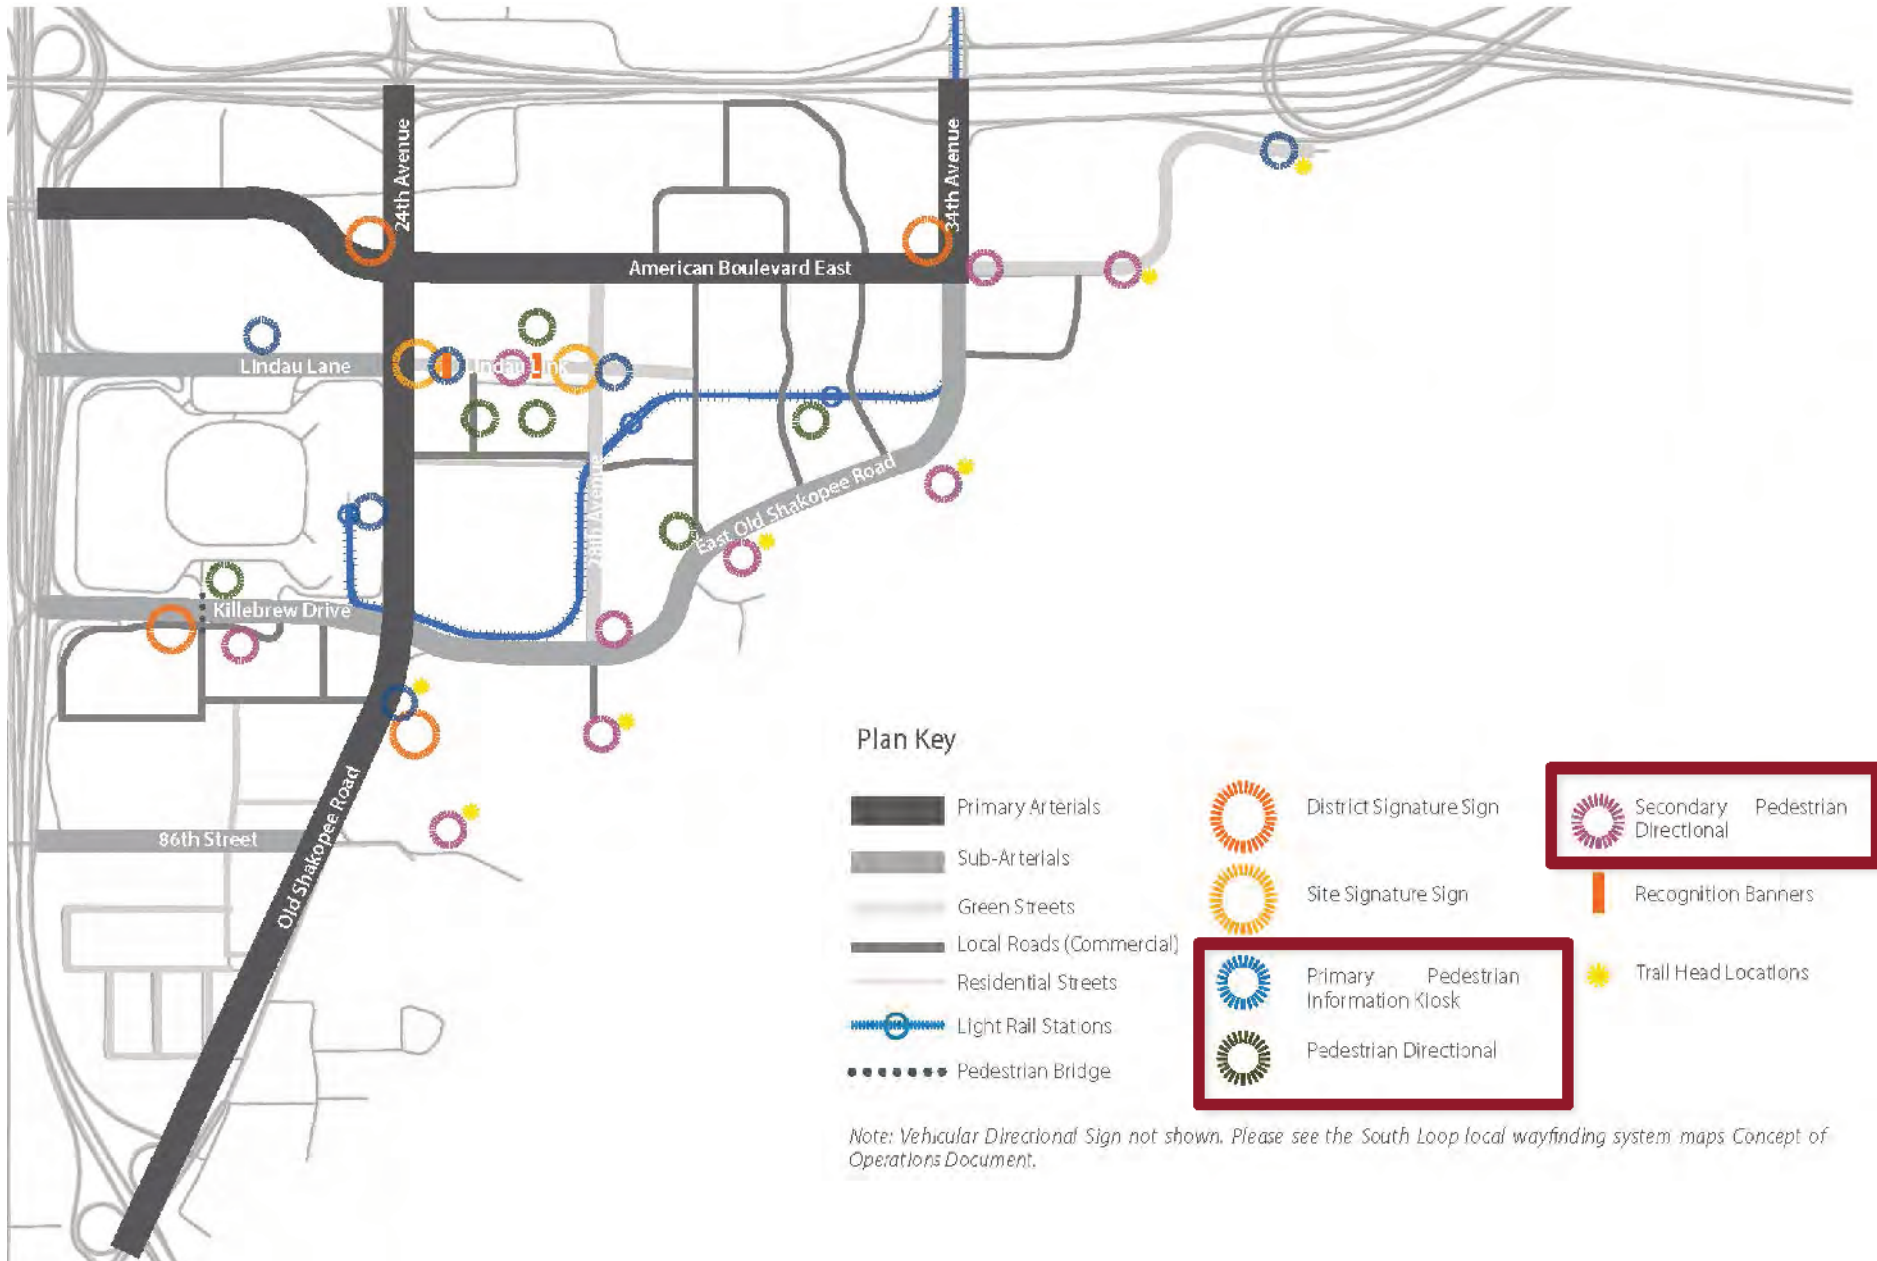 24th Avenue
34th Avenue
American Boulevard East
Lindau Lane
Lindau Link
28th Avenue
East Old Shakopee Road
Killebrew Drive
Old Shakopee Road
86th Street
Plan Key
Primary Arterials
Sub-Arterials
Green Streets
Local Roads (Commercial)
Residential Streets
Light Rail Stations
Pedestrian Bridge
District Signature Sign
Site Signature Sign
Primary Pedestrian
Information Kiosk
Pedestrian Directional
Secondary Pedestrian
Directional
Recognition Banners
Trail Head Locations
Note: Vehicular Directional Sign not shown. Please see the South Loop local wayfinding system maps Concept of
Operations Document.